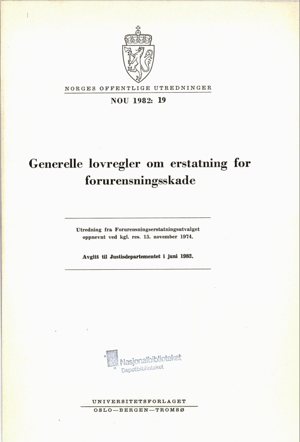 NORGES OFFENTLIGE UTREDNINGER
NOU 1982: 19
Generelle lovregler om erstatning for
forurensningsskade
Utredning fra Forurensningserstatningsutvalget
oppnevnt ved kgl. res. 15. november 1974.
Avgitt til Justisdepartementet i juni 1982.
Nasjonalbiblioteket
Depotbiblioteket
UNIVERSITETSFORLAGET
OSLO—BERGEN—TROMSØ